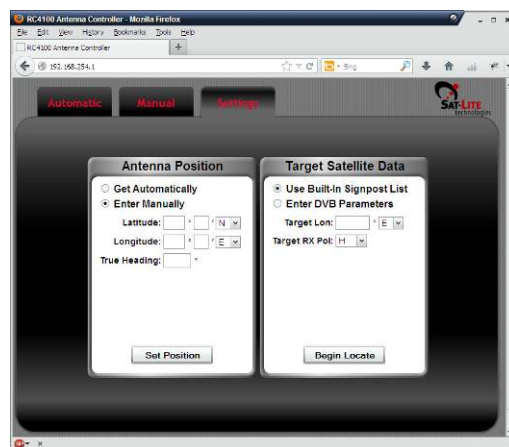 RC4100 Antenna Controller - Mozilla Firefox
File Edit View History Bookmarks Tools Help
RC4100 Antenna Controller +
192.168.254.1
Automatic Manual Settings
SAT-LITE
technologies
Antenna Position
Get Automatically
Enter Manually
Latitude: ° ' N
Longitude: ° ' E
True Heading: °
Set Position
Target Satellite Data
Use Built-In Signpost List
Enter DVB Parameters
Target Lon: ° E
Target RX Pol: H
Begin Locate